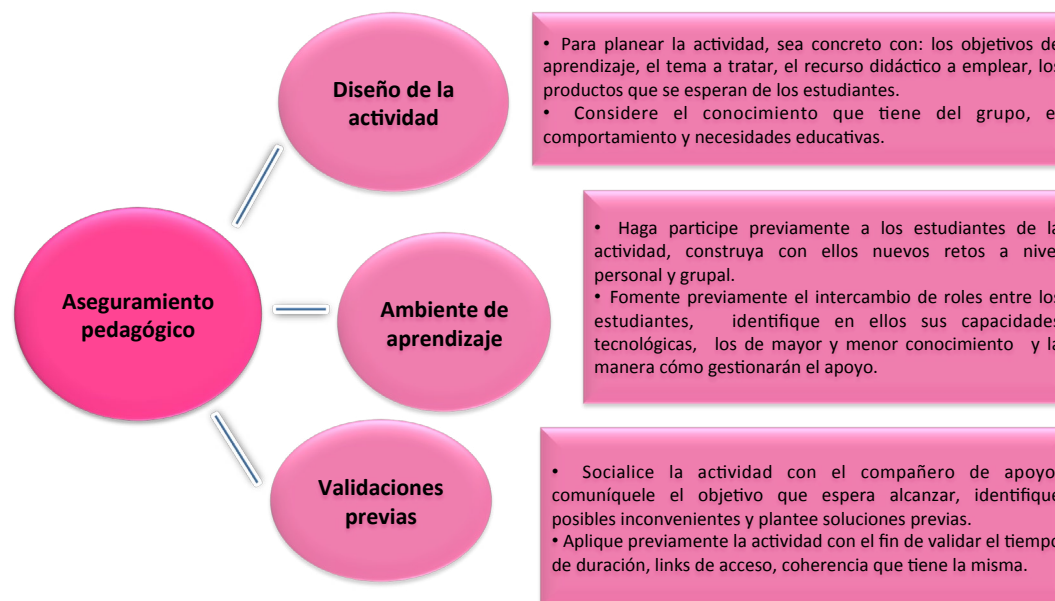 Diseño de la
actividad
• Para planear la actividad, sea concreto con: los objetivos de
aprendizaje, el tema a tratar, el recurso didáctico a emplear, los
productos que se esperan de los estudiantes.
• Considere el conocimiento que tiene del grupo, e
comportamiento y necesidades educativas.
Aseguramiento
pedagógico
Ambiente de
aprendizaje
• Haga participe previamente a los estudiantes de la
actividad, construya con ellos nuevos retos a nive
personal y grupal.
• Fomente previamente el intercambio de roles entre los
estudiantes, identifique en ellos sus capacidades
tecnológicas, los de mayor y menor conocimiento y la
manera cómo gestionarán el apoyo.
Validaciones
previas
• Socialice la actividad con el compañero de apoyo
comuníquele el objetivo que espera alcanzar, identifique
posibles inconvenientes y plantee soluciones previas.
• Aplique previamente la actividad con el fin de validar el tiempo
de duración, links de acceso, coherencia que tiene la misma.